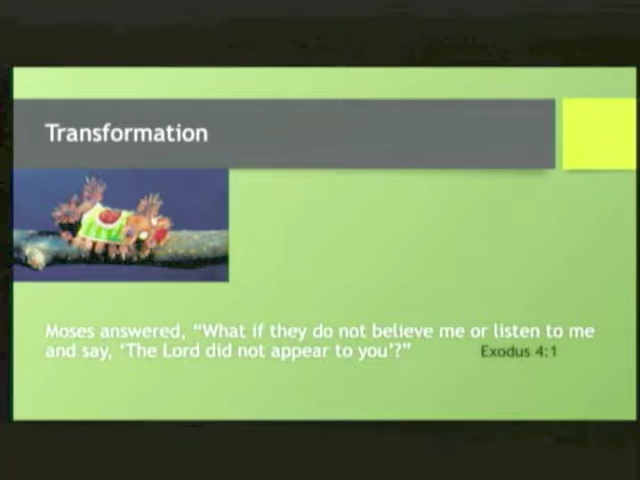 Transformation
Moses answered, “What if they do not believe me or listen to me
and say, ‘The Lord did not appear to you’?” Exodus 4:1